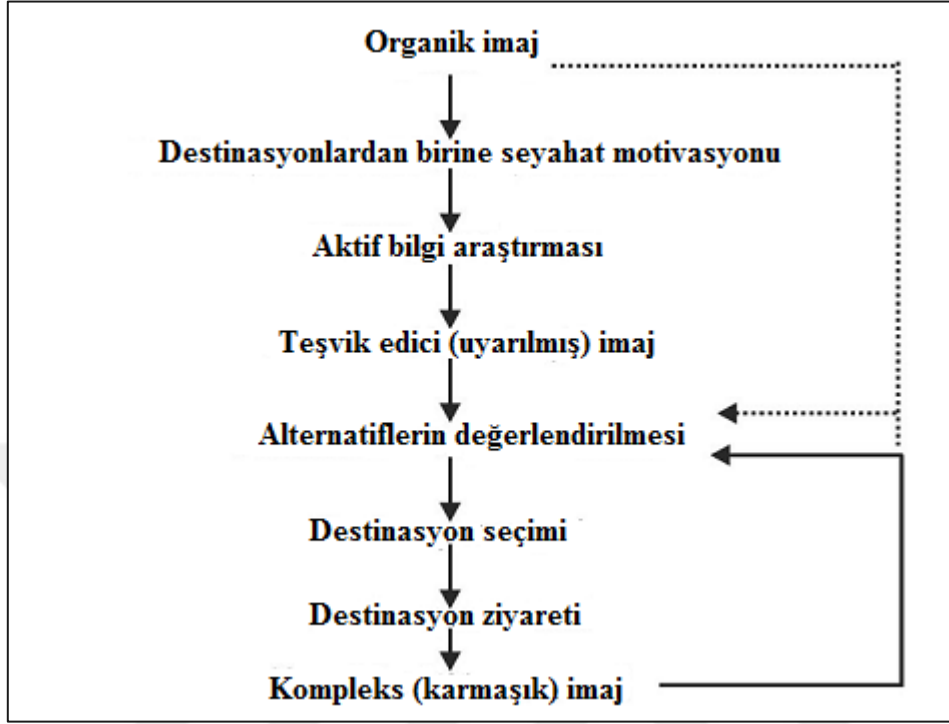 Organik imaj
Destinasyonlardan birine seyahat motivasyonu
Aktif bilgi araştırması
Teşvik edici (uyarılmış) imaj
Alternatiflerin değerlendirilmesi
Destinasyon seçimi
Destinasyon ziyareti
Kompleks (karmaşık) imaj